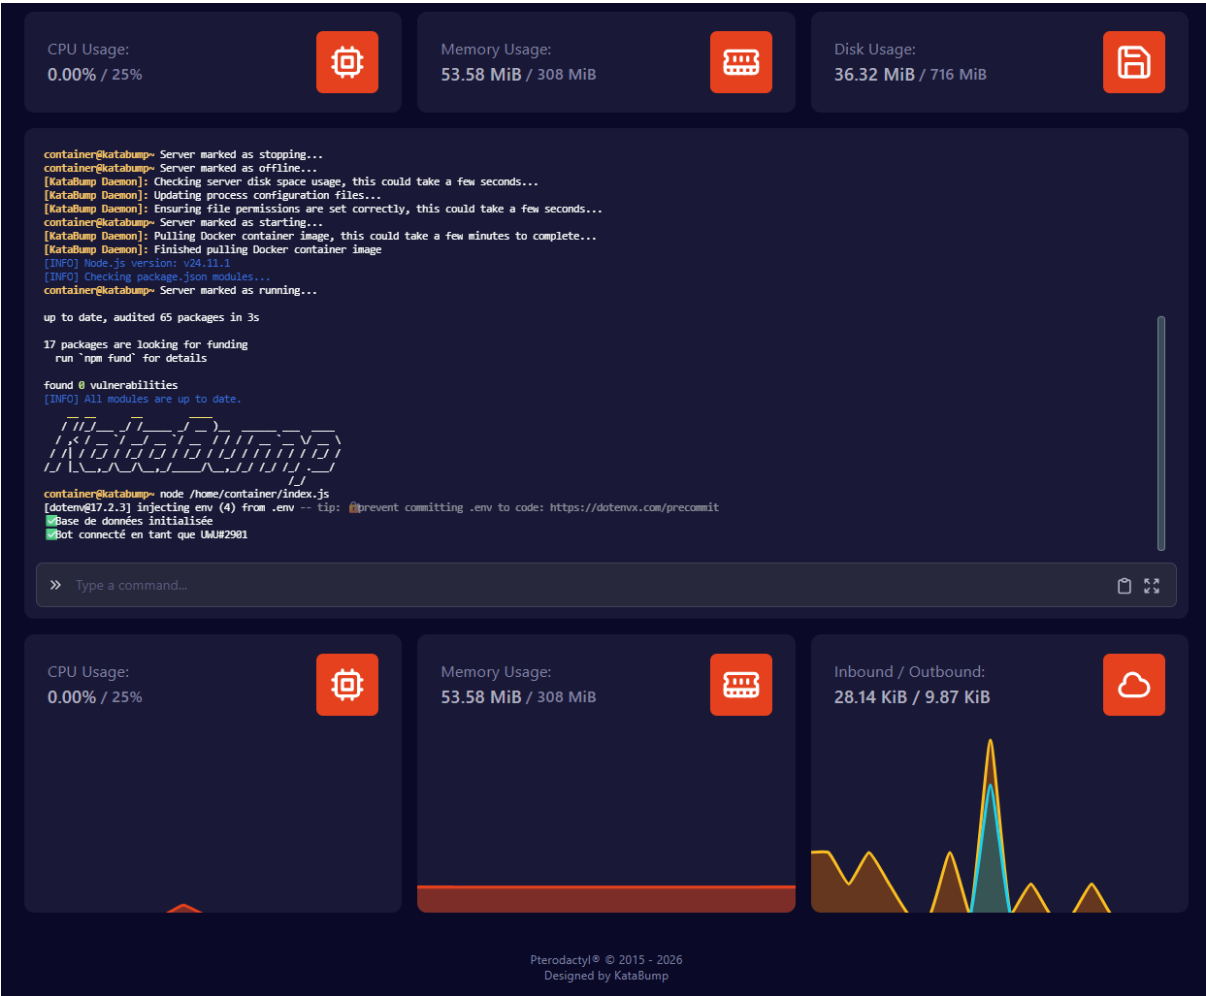 CPU Usage:
0.00% / 25%
Memory Usage:
53.58 MiB / 308 MiB
Disk Usage:
36.32 MiB / 716 MiB
container@katabump~ Server marked as stopping...
container@katabump~ Server marked as offline...
[KataBump Daemon]: Checking server disk space usage, this could take a few seconds...
[KataBump Daemon]: Updating process configuration files...
[KataBump Daemon]: Ensuring file permissions are set correctly, this could take a few seconds...
container@katabump~ Server marked as starting...
[KataBump Daemon]: Pulling Docker container image, this could take a few minutes to complete...
[KataBump Daemon]: Finished pulling Docker container image
[INFO] Node.js version: v24.11.1
[INFO] Checking package.json modules...
container@katabump~ Server marked as running...
up to date, audited 65 packages in 3s
17 packages are looking for funding
run `npm fund` for details
found 0 vulnerabilities
[INFO] All modules are up to date.
KataBump
container@katabump~ node /home/container/index.js
[dotenv@17.2.3] injecting env (4) from .env -- tip: 🔒prevent committing .env to code: https://dotenvx.com/precommit
✅Base de données initialisée
✅Bot connecté en tant que UWU#2901
» Type a command...
CPU Usage:
0.00% / 25%
Memory Usage:
53.58 MiB / 308 MiB
Inbound / Outbound:
28.14 KiB / 9.87 KiB
Pterodactyl® © 2015 - 2026
Designed by KataBump